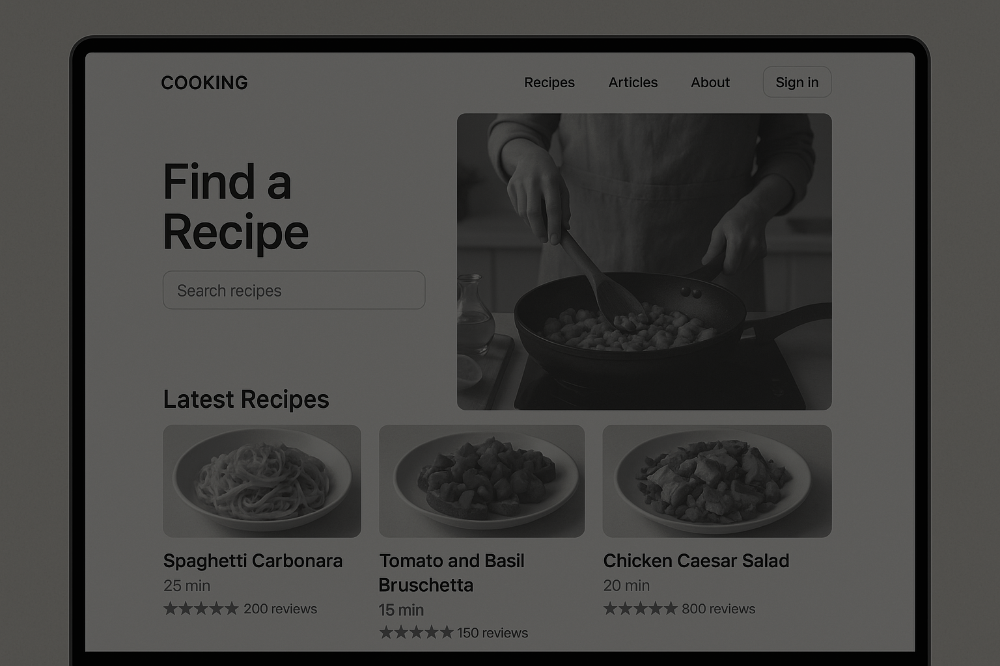 COOKING
Recipes
Articles
About
Sign in
Find a
Recipe
Search recipes
Latest Recipes
Spaghetti Carbonara
25 min
★★★★★ 200 reviews
Tomato and Basil
Bruschetta
15 min
★★★★★ 150 reviews
Chicken Caesar Salad
20 min
★★★★★ 800 reviews